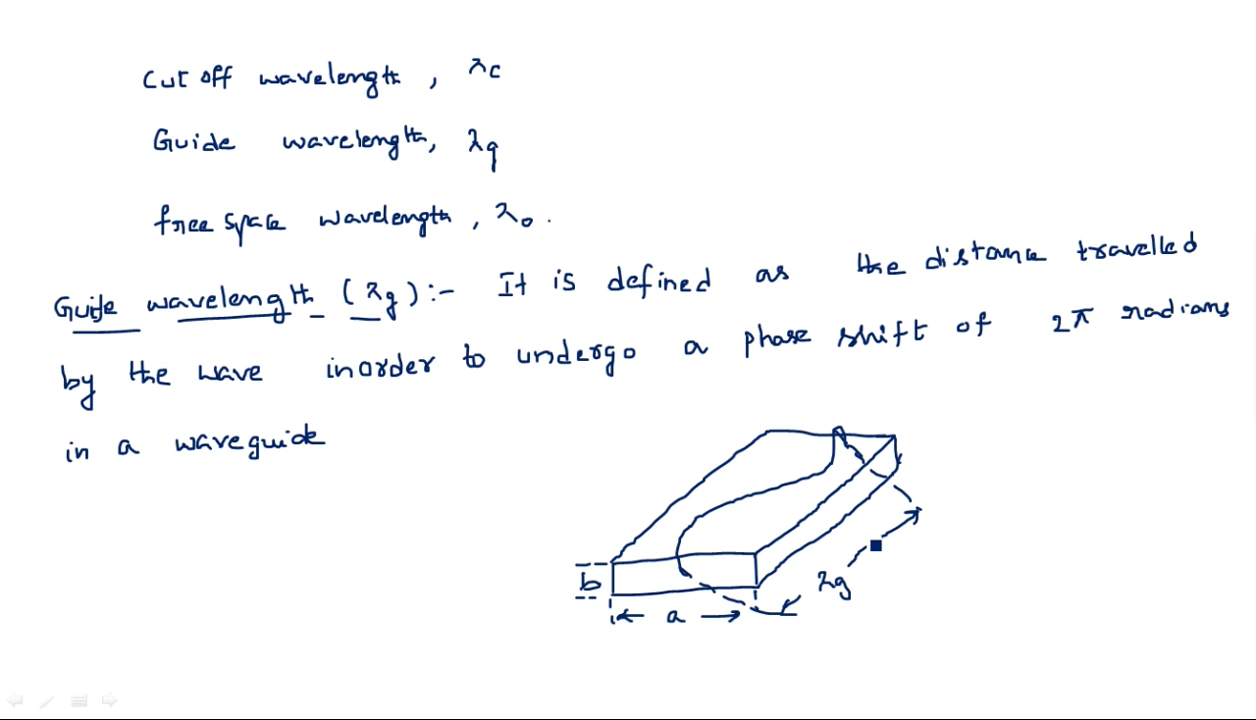 Cut off wavelength, λc
Guide wavelength, λg
free space wavelength, λo.
Guide wavelength (λg) :- It is defined as the distance travelled
by the wave inorder to undergo a phase shift of 2π radians
in a waveguide
b
λg
a